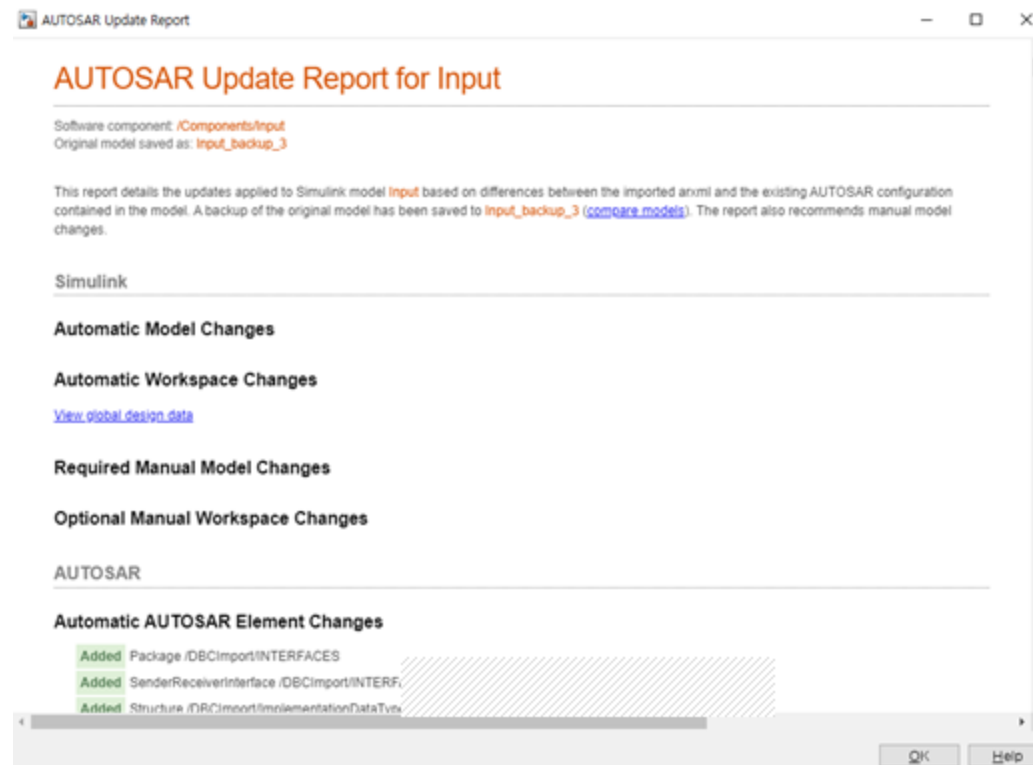 AUTOSAR Update Report
AUTOSAR Update Report for Input
Software component: /Components/Input
Original model saved as: Input_backup_3
This report details the updates applied to Simulink model Input based on differences between the imported arxml and the existing AUTOSAR configuration
contained in the model. A backup of the original model has been saved to Input_backup_3 (compare models). The report also recommends manual model
changes.
Simulink
Automatic Model Changes
Automatic Workspace Changes
View global design data
Required Manual Model Changes
Optional Manual Workspace Changes
AUTOSAR
Automatic AUTOSAR Element Changes
Added Package /DBCImport/INTERFACES
Added SenderReceiverInterface /DBCImport/INTERF
Added Structure /DBCImport/ImplementationDataType
OK Help